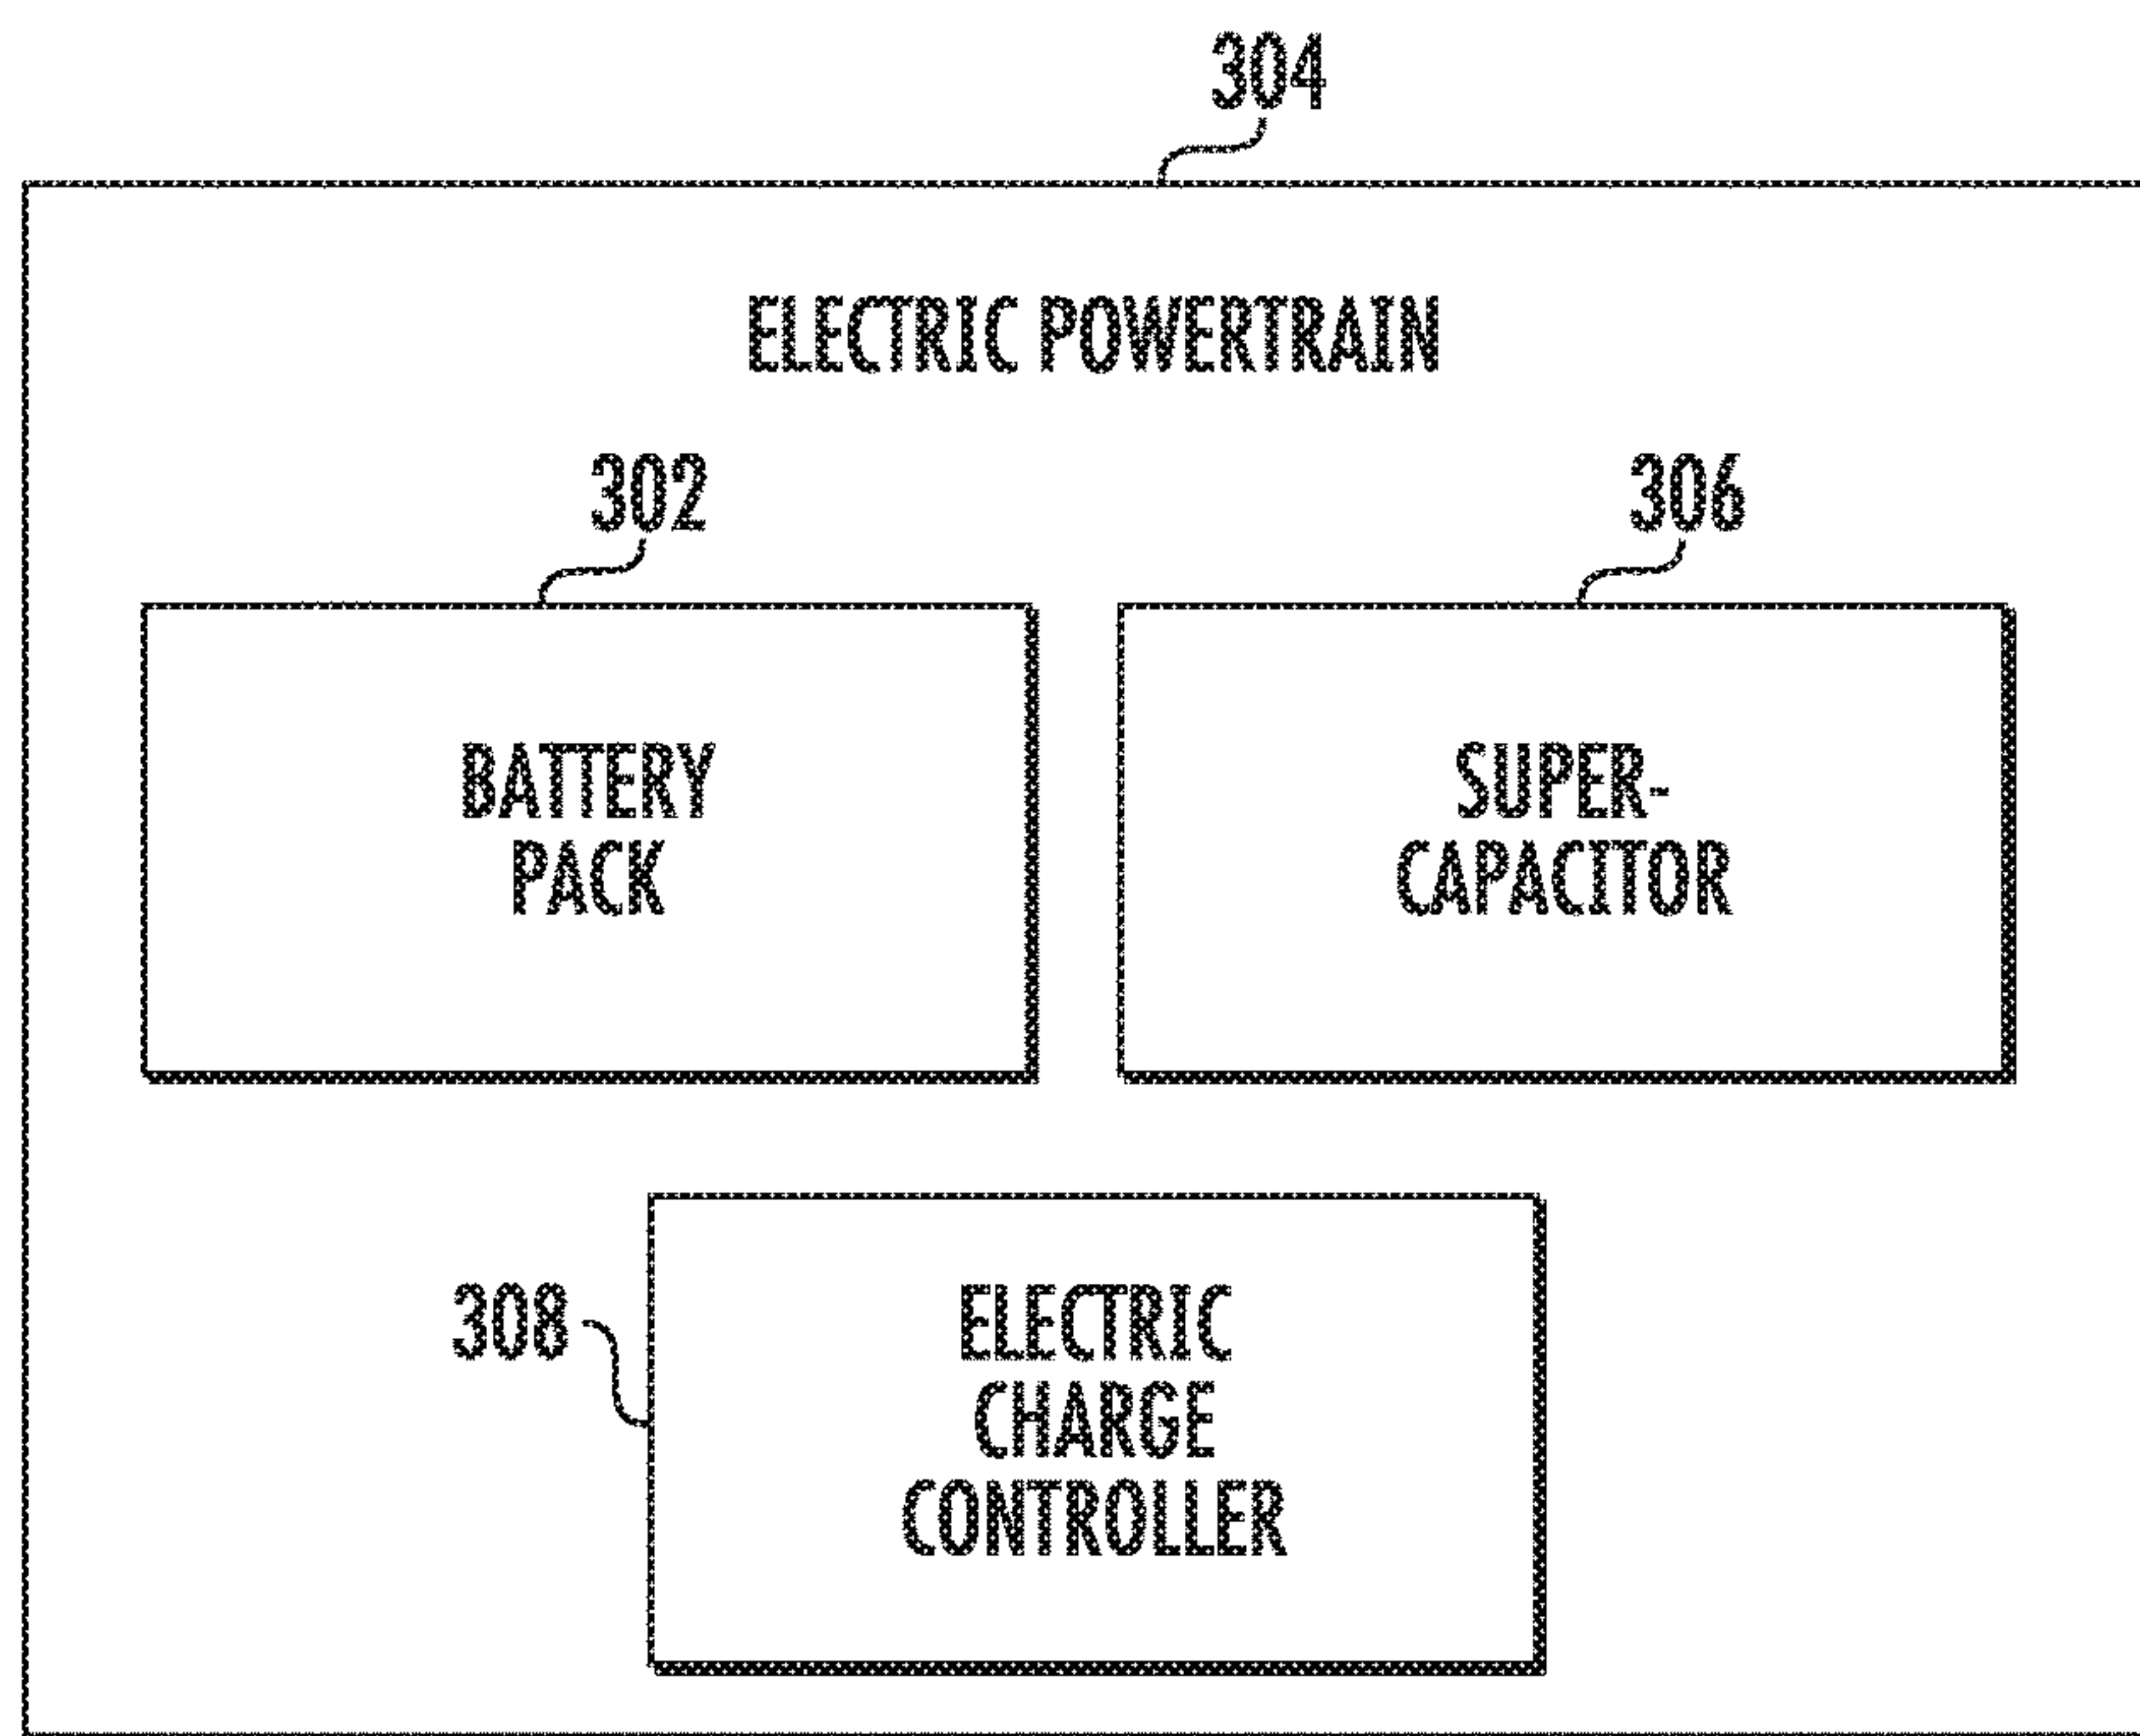 304
ELECTRIC POWERTRAIN
302
306
BATTERY
PACK
SUPER-
CAPACITOR
308
ELECTRIC
CHARGE
CONTROLLER